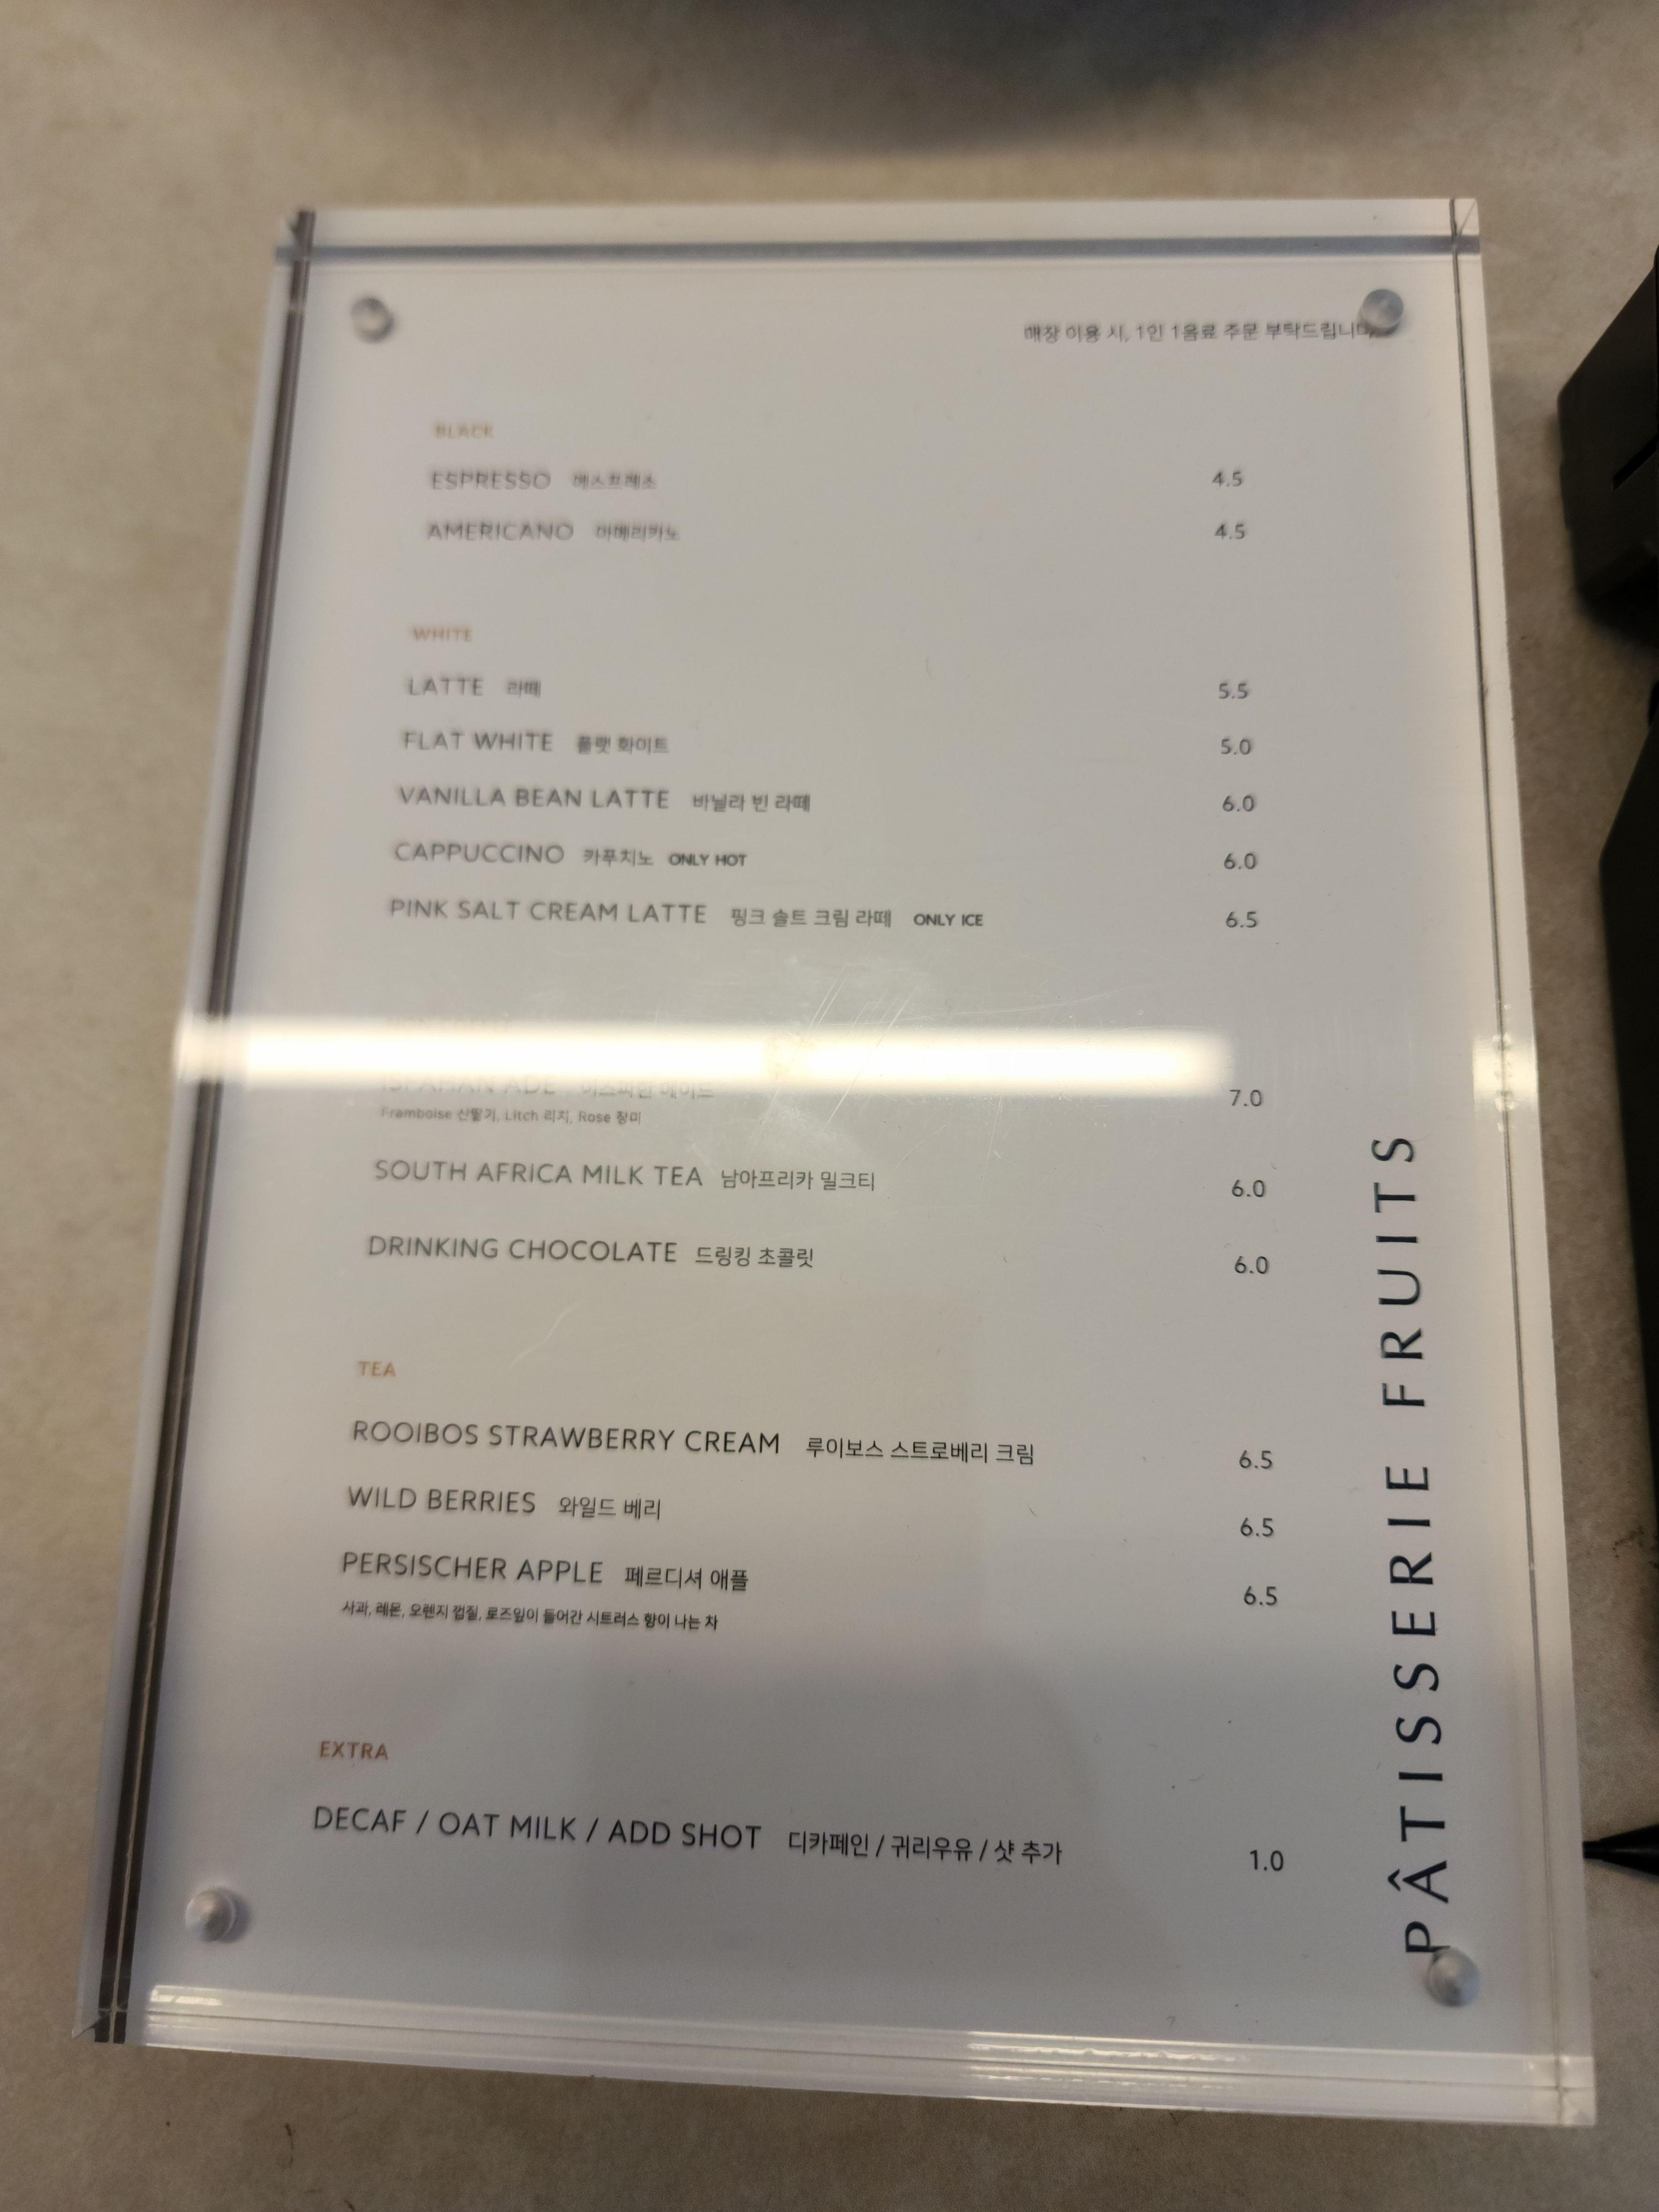 매장 이용 시, 1인 1음료 주문 부탁드립니다.
BLACK
ESPRESSO 에스프레소 4.5
AMERICANO 아메리카노 4.5
WHITE
LATTE 라떼 5.5
FLAT WHITE 플랫 화이트 5.0
VANILLA BEAN LATTE 바닐라 빈 라떼 6.0
CAPPUCCINO 카푸치노 ONLY HOT 6.0
PINK SALT CREAM LATTE 핑크 솔트 크림 라떼 ONLY ICE 6.5
ISPAHAN ADE 이스파한 에이드 7.0
Framboise 산딸기, Litch 리치, Rose 장미
SOUTH AFRICA MILK TEA 남아프리카 밀크티 6.0
DRINKING CHOCOLATE 드링킹 초콜릿 6.0
TEA
ROOIBOS STRAWBERRY CREAM 루이보스 스트로베리 크림 6.5
WILD BERRIES 와일드 베리 6.5
PERSISCHER APPLE 페르디셔 애플 6.5
사과, 레몬, 오렌지 껍질, 로즈잎이 들어간 시트러스 향이 나는 차
EXTRA
DECAF / OAT MILK / ADD SHOT 디카페인 / 귀리우유 / 샷 추가 1.0
PÂTISSERIE FRUITS